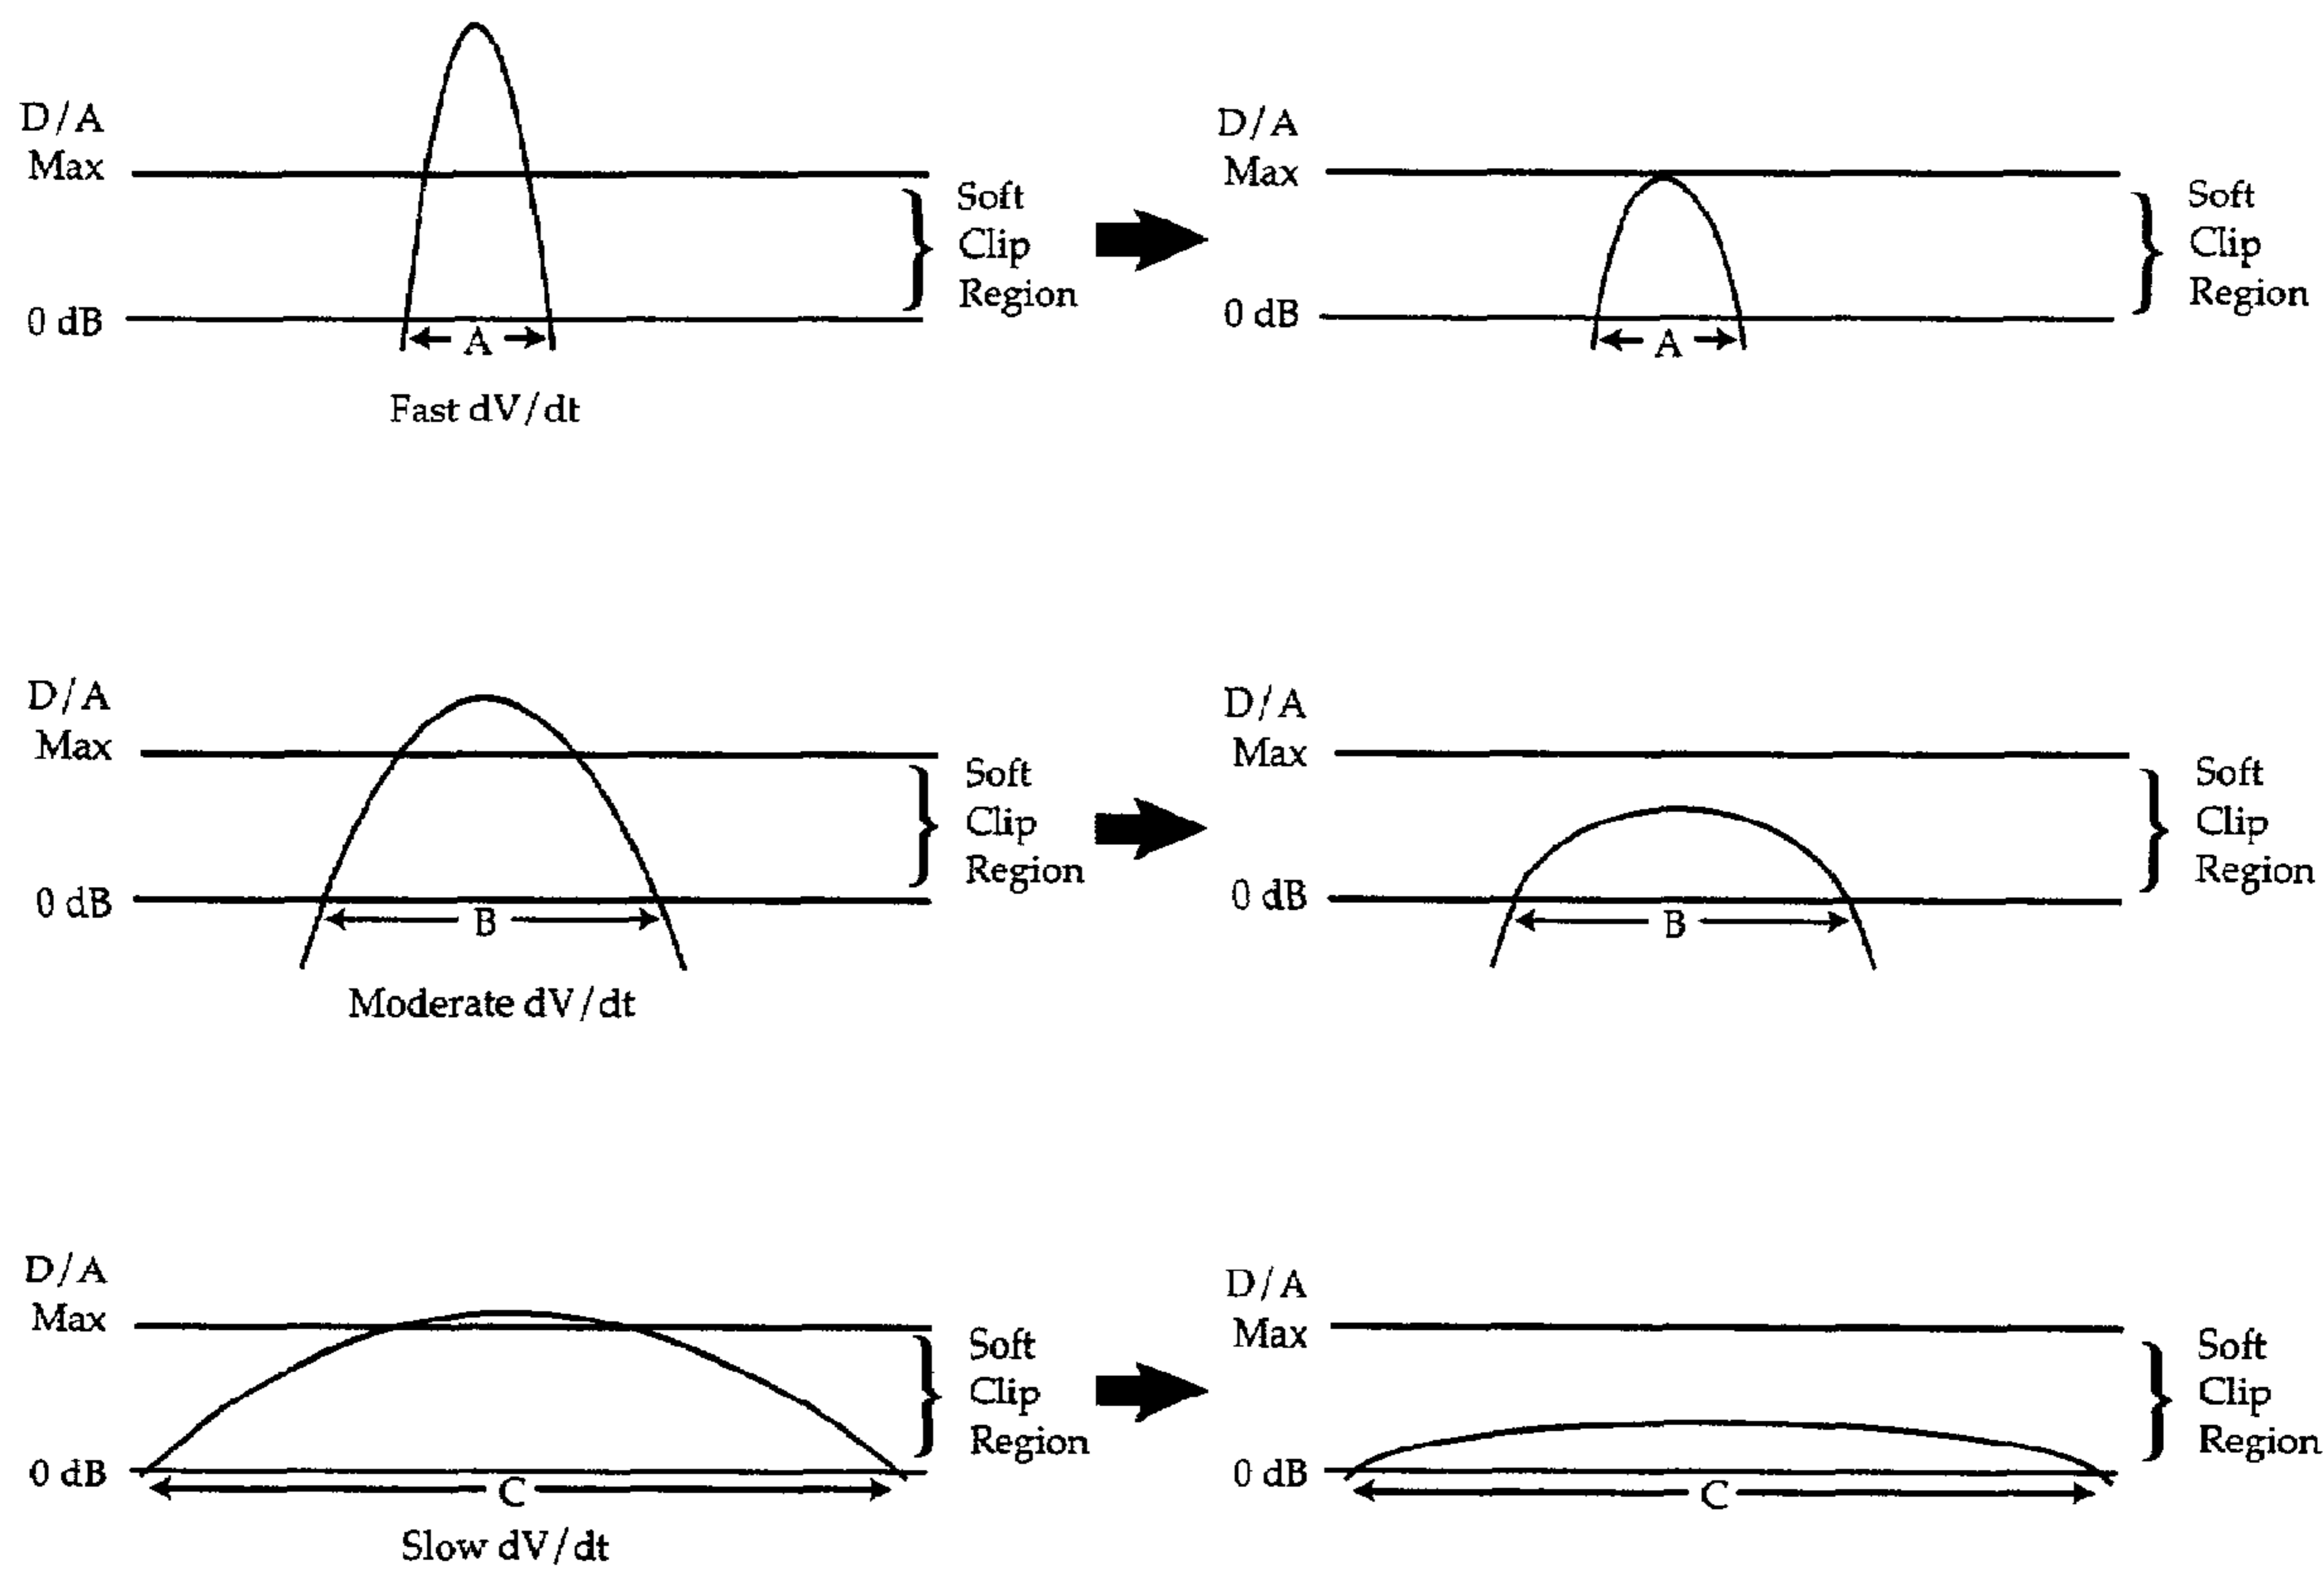 D/A
Max
Soft
Clip
Region
0 dB
A
Fast dV/dt
D/A
Max
Soft
Clip
Region
0 dB
A
D/A
Max
Soft
Clip
Region
0 dB
B
Moderate dV/dt
D/A
Max
Soft
Clip
Region
0 dB
B
D/A
Max
Soft
Clip
Region
0 dB
C
Slow dV/dt
D/A
Max
Soft
Clip
Region
0 dB
C